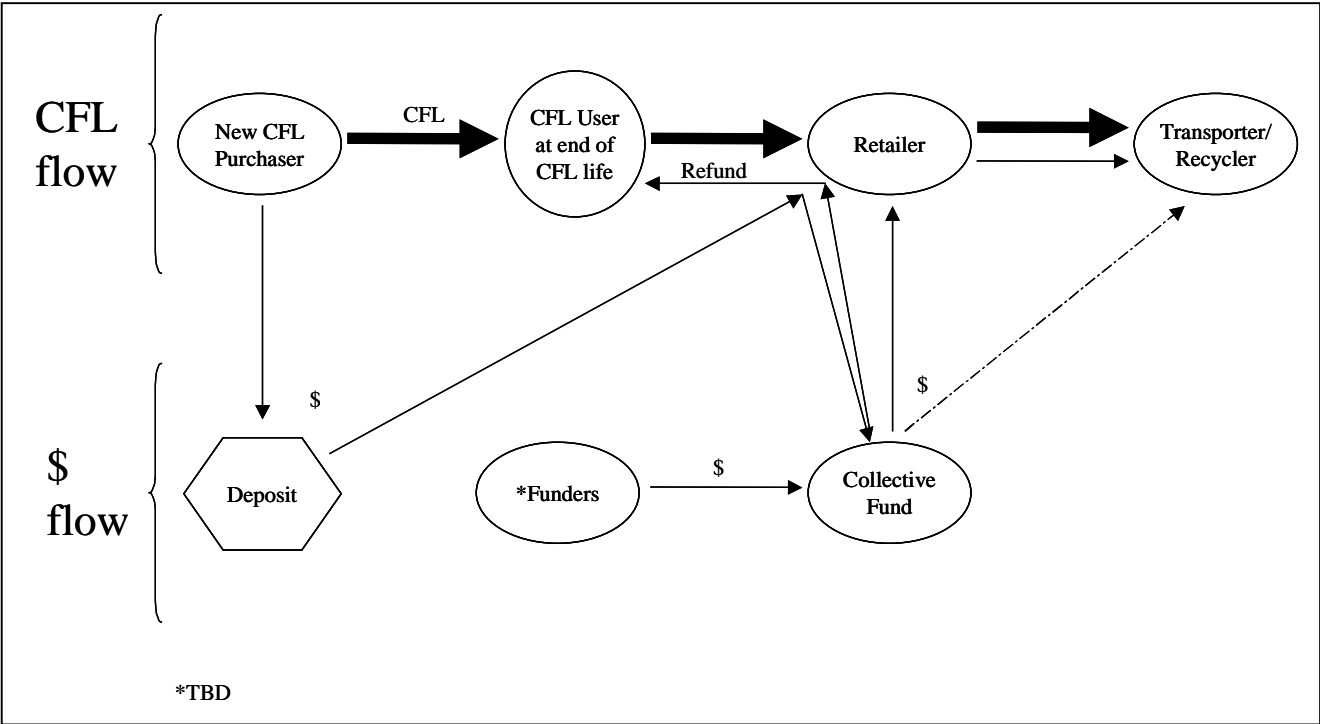 CFL
flow
New CFL
Purchaser
CFL
CFL User
at end of
CFL life
Refund
Retailer
Transporter/
Recycler
$
flow
$
Deposit
*Funders
$
Collective
Fund
$
*TBD